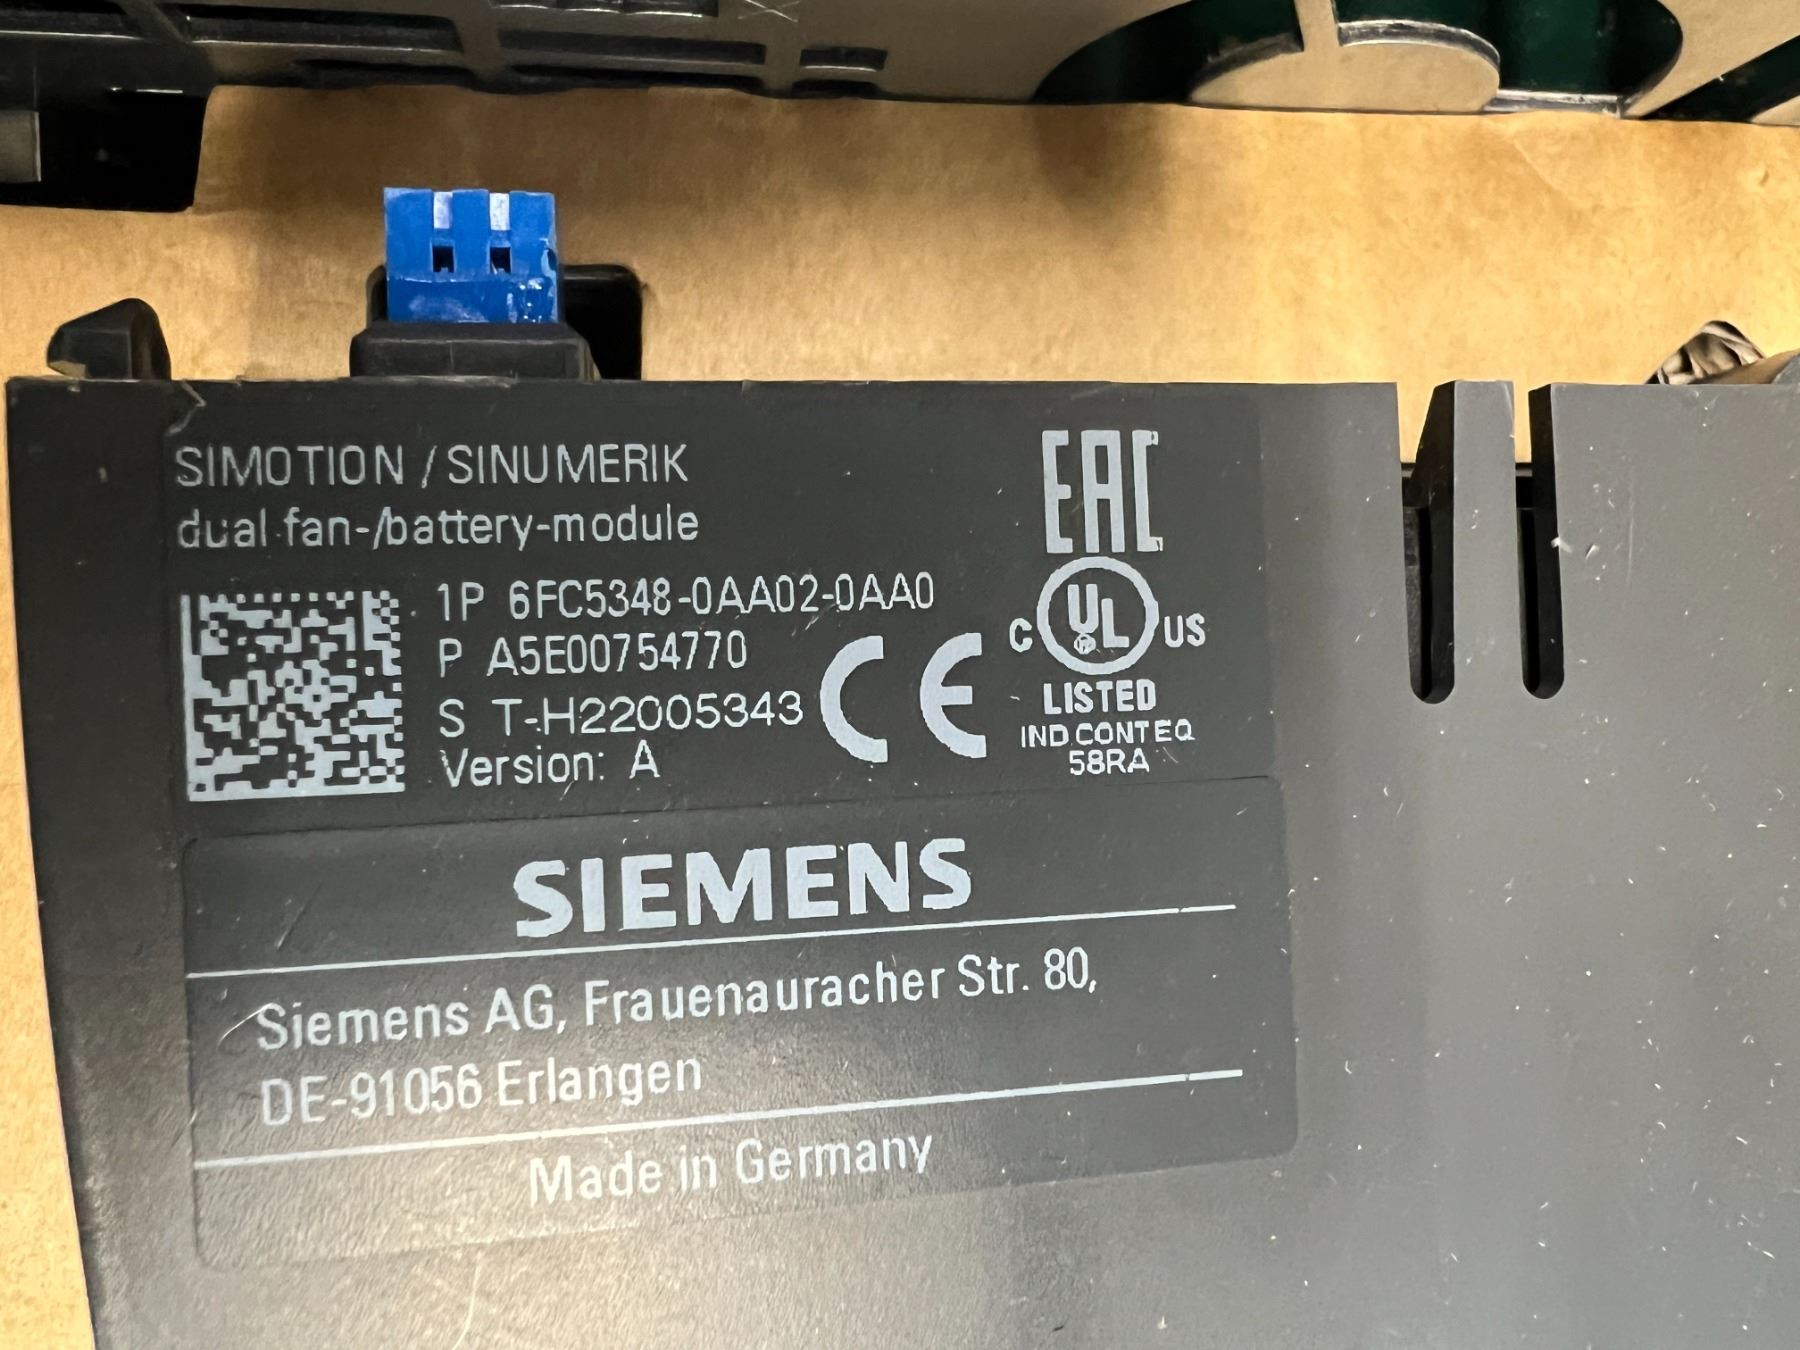 SIMOTION / SINUMERIK
dual fan-/battery-module
1P 6FC5348-0AA02-0AA0
P A5E00754770
S T-H22005343
Version: A
EAC
CE
C UL US
LISTED
IND CONT EQ
58RA
SIEMENS
Siemens AG, Frauenauracher Str. 80,
DE-91056 Erlangen
Made in Germany